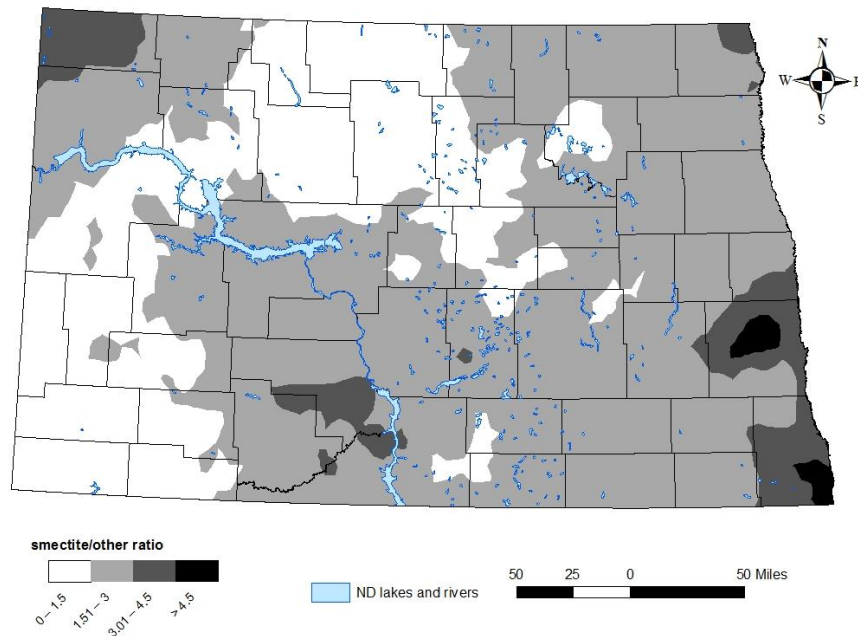 N
W E
S
smectite/other ratio
0 – 1.5
1.51 – 3
3.01 – 4.5
> 4.5
ND lakes and rivers
50 25 0 50 Miles